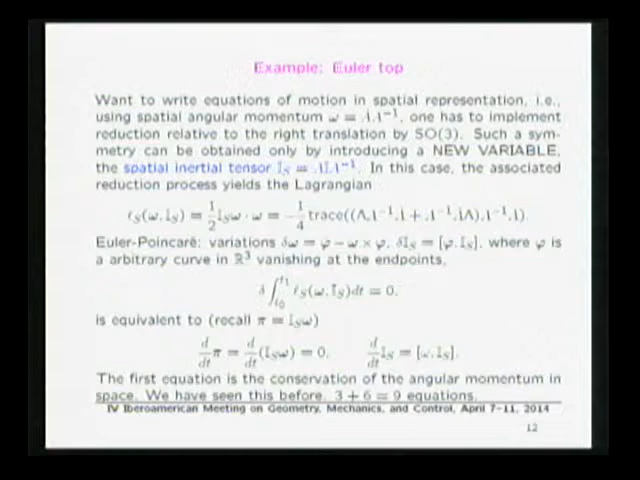 Example: Euler top
Want to write equations of motion in spatial representation, i.e.,
using spatial angular momentum ω = Λ̇Λ⁻¹, one has to implement
reduction relative to the right translation by SO(3). Such a sym-
metry can be obtained only by introducing a NEW VARIABLE,
the spatial inertial tensor 𝕀_S = Λ𝕀Λ⁻¹. In this case, the associated
reduction process yields the Lagrangian
ℓ_S(ω, 𝕀_S) = 1/2 𝕀_Sω · ω = −1/4 trace(
Euler-Poincaré: variations δω = φ̇ − ω × φ, δ𝕀_S = [φ, 𝕀_S], where φ is
a arbitrary curve in ℝ³ vanishing at the endpoints,
δ ∫_{t₀}^{t₁} ℓ_S(ω, 𝕀_S)dt = 0,
is equivalent to (recall π = 𝕀_Sω)
d/dt π = d/dt (𝕀_Sω) = 0, d/dt 𝕀_S = [ω, 𝕀_S].
The first equation is the conservation of the angular momentum in
space. We have seen this before. 3 + 6 = 9 equations.
IV Iberoamerican Meeting on Geometry, Mechanics, and Control, April 7-11, 2014
12